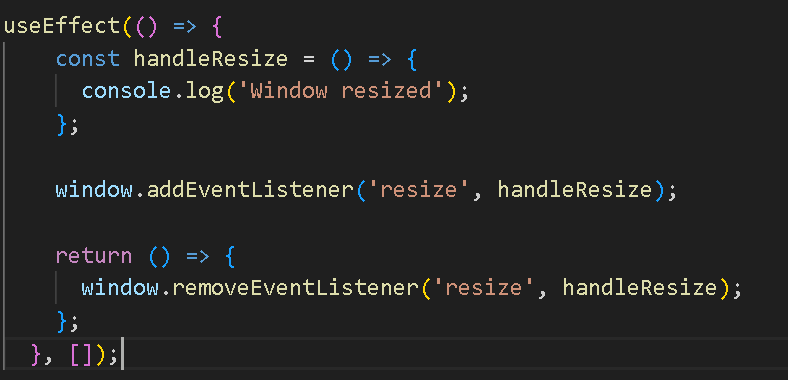 useEffect(() => {
    const handleResize = () => {
      console.log('Window resized');
    };

    window.addEventListener('resize', handleResize);

    return () => {
      window.removeEventListener('resize', handleResize);
    };
  }, []);